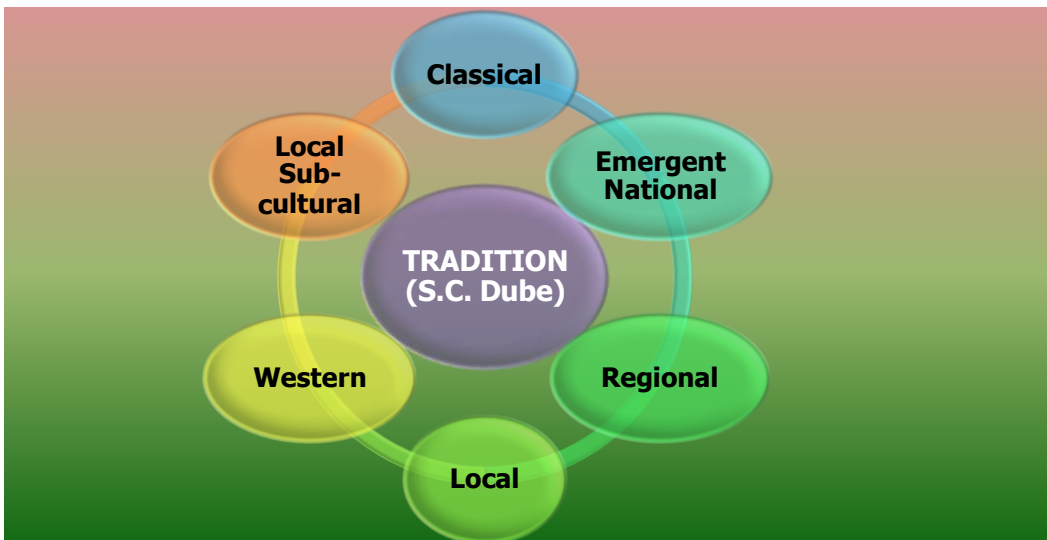 Classical
Emergent
National
Regional
Local
Western
Local
Sub-
cultural
TRADITION
(S.C. Dube)